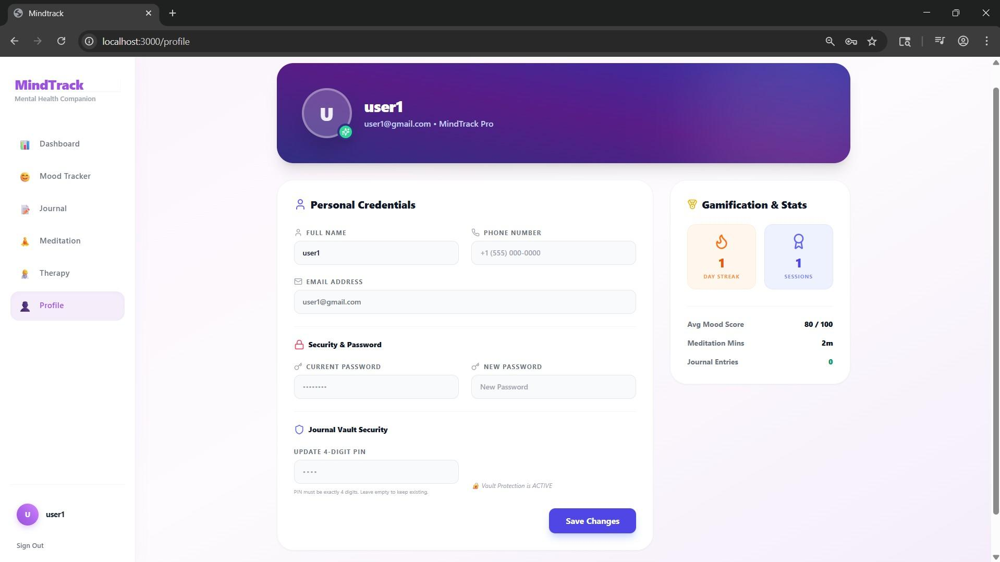 Mindtrack
localhost:3000/profile
MindTrack
Mental Health Companion
Dashboard
Mood Tracker
Journal
Meditation
Therapy
Profile
U
user1
Sign Out
U
user1
user1@gmail.com • MindTrack Pro
Personal Credentials
FULL NAME
user1
PHONE NUMBER
+1 (555) 000-0000
EMAIL ADDRESS
user1@gmail.com
Security & Password
CURRENT PASSWORD
••••••••
NEW PASSWORD
New Password
Journal Vault Security
UPDATE 4-DIGIT PIN
••••
PIN must be exactly 4 digits. Leave empty to keep existing.
🔒 Vault Protection is ACTIVE
Save Changes
Gamification & Stats
1
DAY STREAK
1
SESSIONS
Avg Mood Score 80 / 100
Meditation Mins 2m
Journal Entries 0